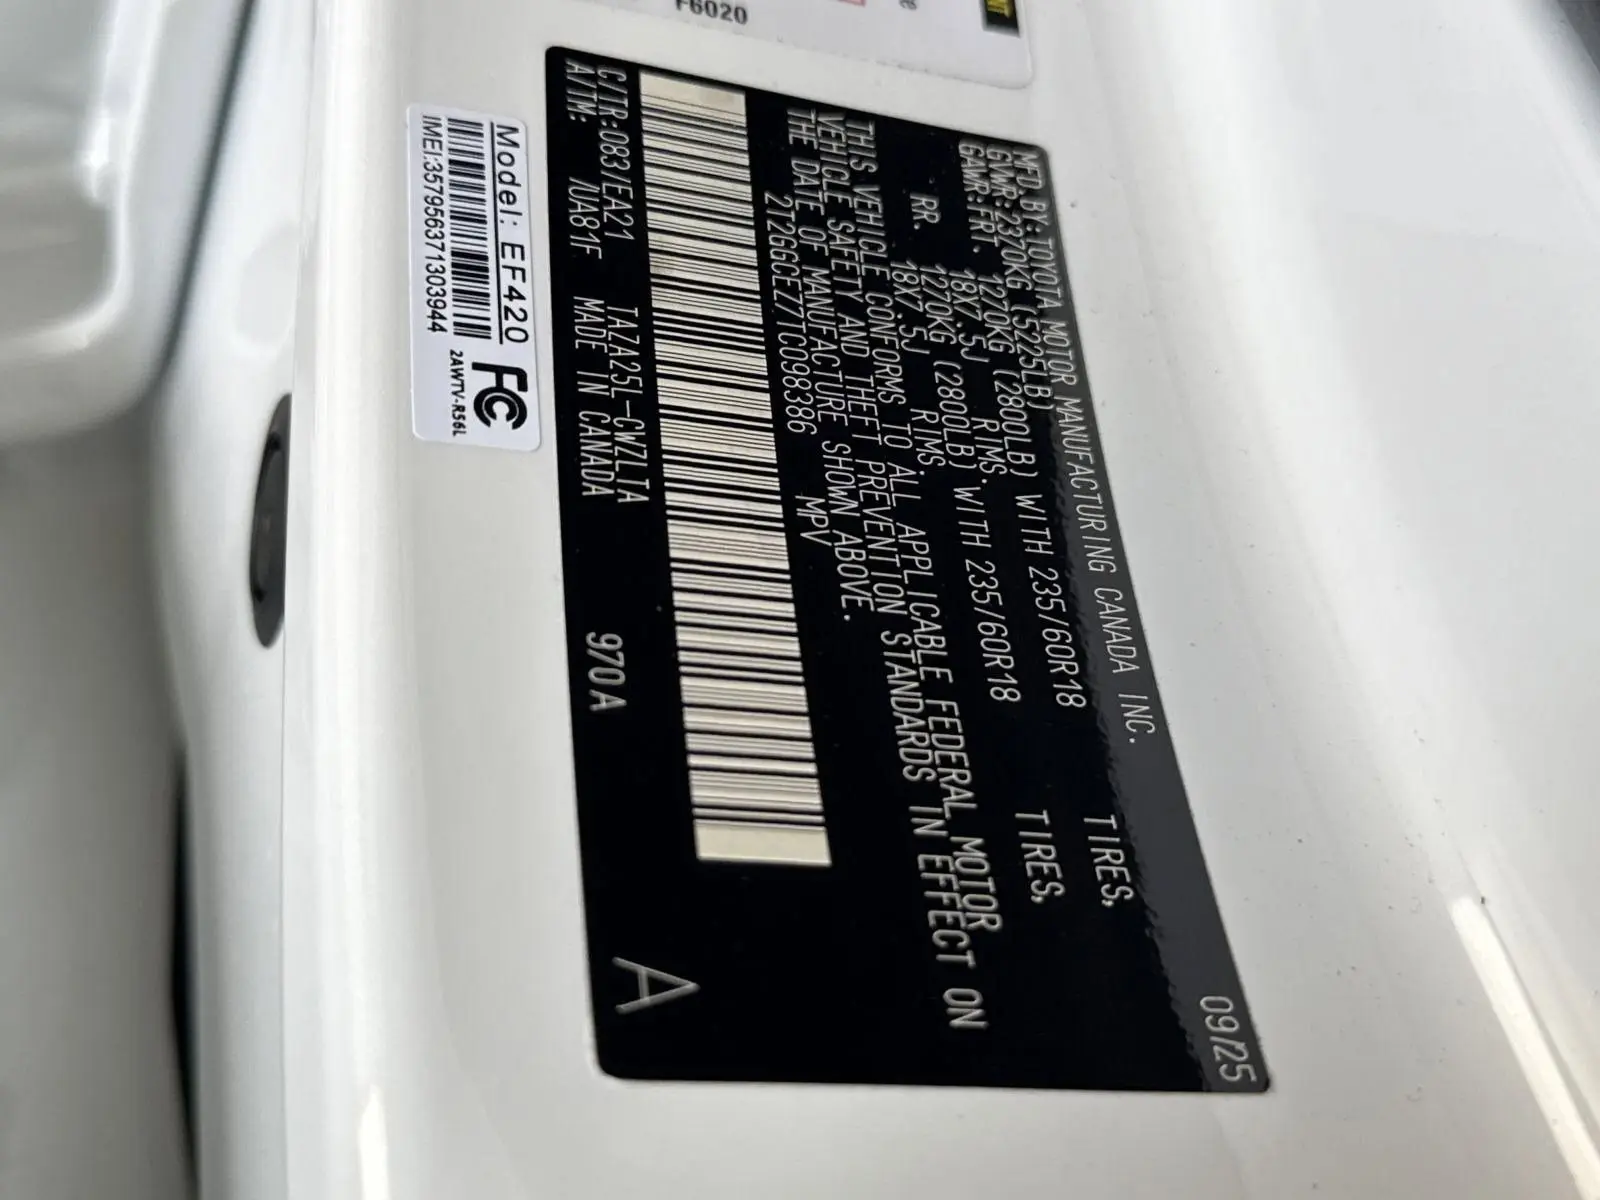 F6020
MFD.BY:TOYOTA MOTOR MANUFACTURING CANADA INC. 09/25
GVWR:2370KG (5225LB)
GAWR:FRT. 1270KG (2800LB) WITH 235/60R18 TIRES,
18X7.5J RIMS.
RR. 1270KG (2800LB) WITH 235/60R18 TIRES,
18X7.5J RIMS.
THIS VEHICLE CONFORMS TO ALL APPLICABLE FEDERAL MOTOR
VEHICLE SAFETY AND THEFT PREVENTION STANDARDS IN EFFECT ON
THE DATE OF MANUFACTURE SHOWN ABOVE.
2T2GGCEZ7TC098386 MPV
C/TR:083/EA21 TAZA25L-CWZLTA
A/TM: /UA81F MADE IN CANADA 970A
A
Model: EF420
IMEI:357956371303944
FC
2AWTV-R56L